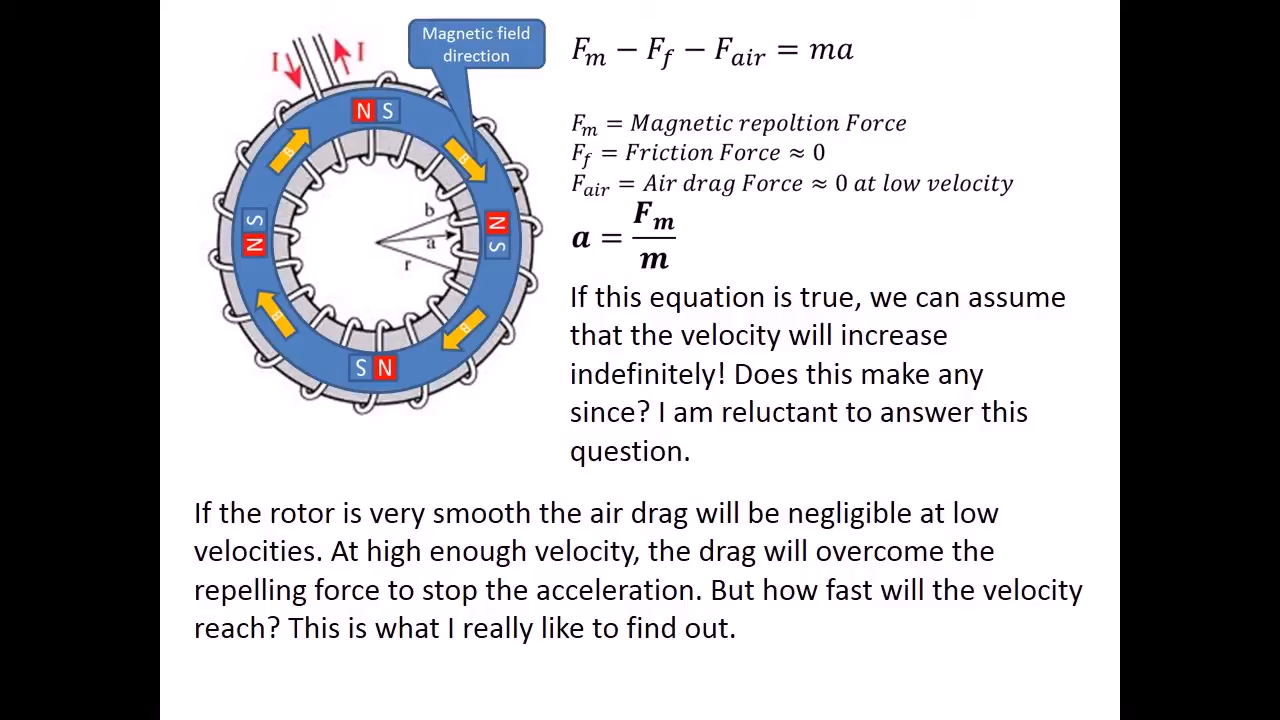 Magnetic field
direction
I
I
N S
B
B
S
N
N
S
b
a
r
B
B
S N
F_m − F_f − F_air = ma
F_m = Magnetic repoltion Force
F_f = Friction Force ≈ 0
F_air = Air drag Force ≈ 0 at low velocity
a = F_m / m
If this equation is true, we can assume
that the velocity will increase
indefinitely! Does this make any
since? I am reluctant to answer this
question.
If the rotor is very smooth the air drag will be negligible at low
velocities. At high enough velocity, the drag will overcome the
repelling force to stop the acceleration. But how fast will the velocity
reach? This is what I really like to find out.